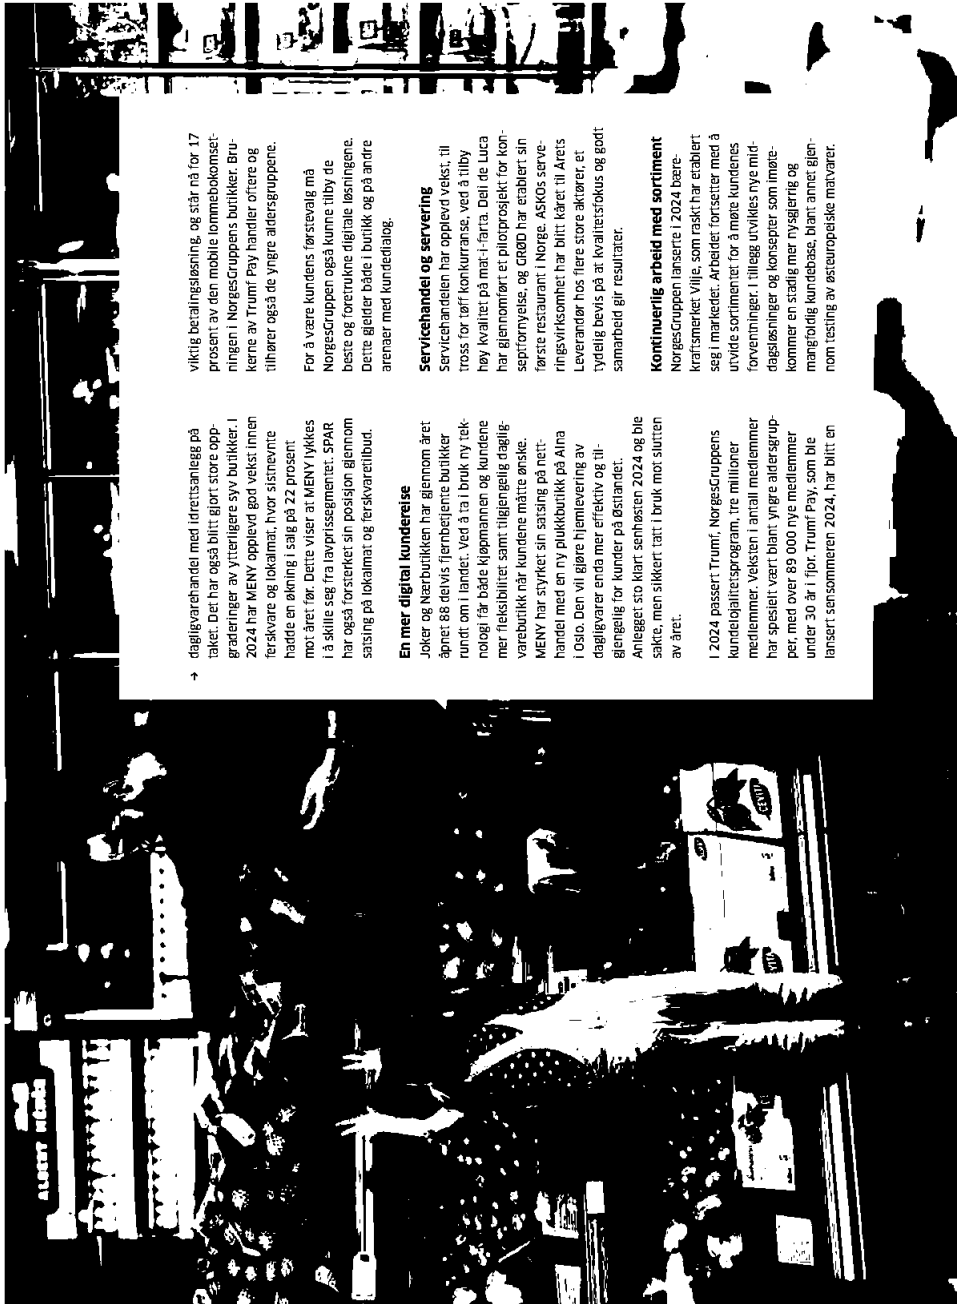 → dagligvarehandel med idrettsanlegg på
taket. Det har også blitt gjort store opp-
graderinger av ytterligere syv butikker. I
2024 har MENY opplevd god vekst innen
ferskvare og lokalmat, hvor sistnevnte
hadde en økning i salg på 22 prosent
mot året før. Dette viser at MENY lykkes
i å skille seg fra lavprissegmentet. SPAR
har også forsterket sin posisjon gjennom
satsing på lokalmat og ferskvaretilbud.
En mer digital kundereise
Joker og Nærbutikken har gjennom året
åpnet 88 delvis fjernbetjente butikker
rundt om i landet. Ved å ta i bruk ny tek-
nologi får både kjøpmannen og kundene
mer fleksibilitet samt tilgjengelig daglig-
varebutikk når kundene måtte ønske.
MENY har styrket sin satsing på nett-
handel med en ny plukkbutikk på Alna
i Oslo. Den vil gjøre hjemlevering av
dagligvarer enda mer effektiv og til-
gjengelig for kunder på Østlandet.
Anlegget sto klart senhøsten 2024 og ble
sakte, men sikkert tatt i bruk mot slutten
av året.
I 2024 passert Trumf, NorgesGruppens
kundelojalitetsprogram, tre millioner
medlemmer. Veksten i antall medlemmer
har spesielt vært blant yngre aldersgrup-
per, med over 89 000 nye medlemmer
under 30 år i fjor. Trumf Pay, som ble
lansert sensommeren 2024, har blitt en
viktig betalingsløsning, og står nå for 17
prosent av den mobile lommebokomset-
ningen i NorgesGruppens butikker. Bru-
kerne av Trumf Pay handler oftere og
tilhører også de yngre aldersgruppene.
For å være kundens førstevalg må
NorgesGruppen også kunne tilby de
beste og foretrukne digitale løsningene.
Dette gjelder både i butikk og på andre
arenaer med kundedialog.
Servicehandel og servering
Servicehandelen har opplevd vekst, til
tross for tøff konkurranse, ved å tilby
høy kvalitet på mat-i-farta. Deli de Luca
har gjennomført et pilotprosjekt for kon-
septfornyelse, og GRØD har etablert sin
første restaurant i Norge. ASKOs serve-
ringsvirksomhet har blitt kåret til Årets
Leverandør hos flere store aktører, et
tydelig bevis på at kvalitetsfokus og godt
samarbeid gir resultater.
Kontinuerlig arbeid med sortiment
NorgesGruppen lanserte i 2024 bære-
kraftsmerket Vilje, som raskt har etablert
seg i markedet. Arbeidet fortsetter med å
utvide sortimentet for å møte kundenes
forventninger. I tillegg utvikles nye mid-
dagsløsninger og konsepter som imøte-
kommer en stadig mer nysgjerrig og
mangfoldig kundebase, blant annet gjen-
nom testing av østeuropeiske matvarer.
ALBERT
CEVITA